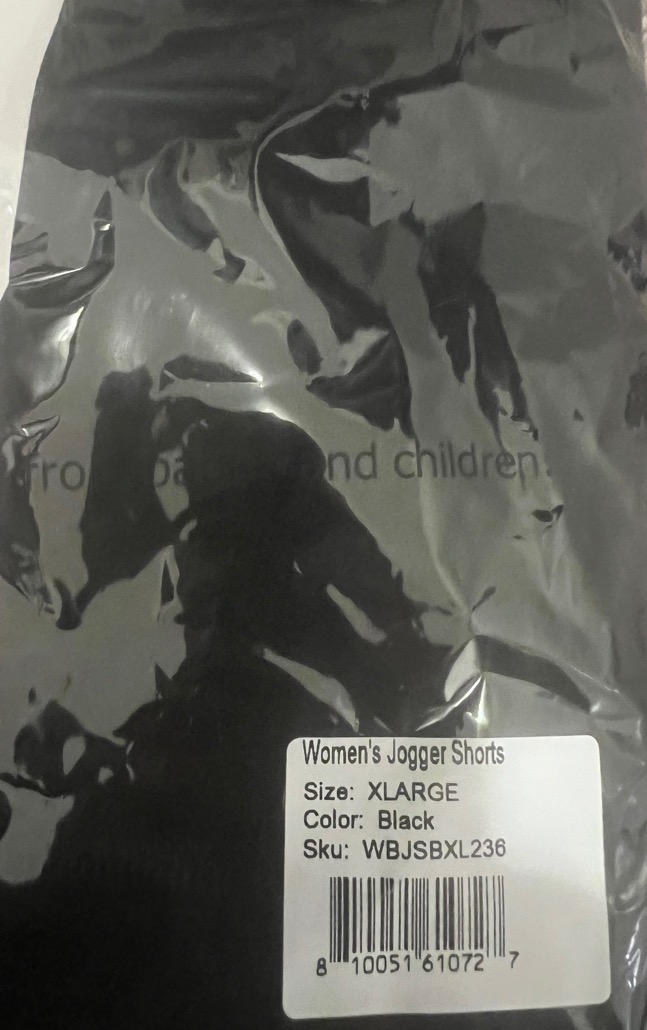 nd children.
Women's Jogger Shorts
Size: XLARGE
Color: Black
Sku: WBJSBXL236
8 10051 61072 7